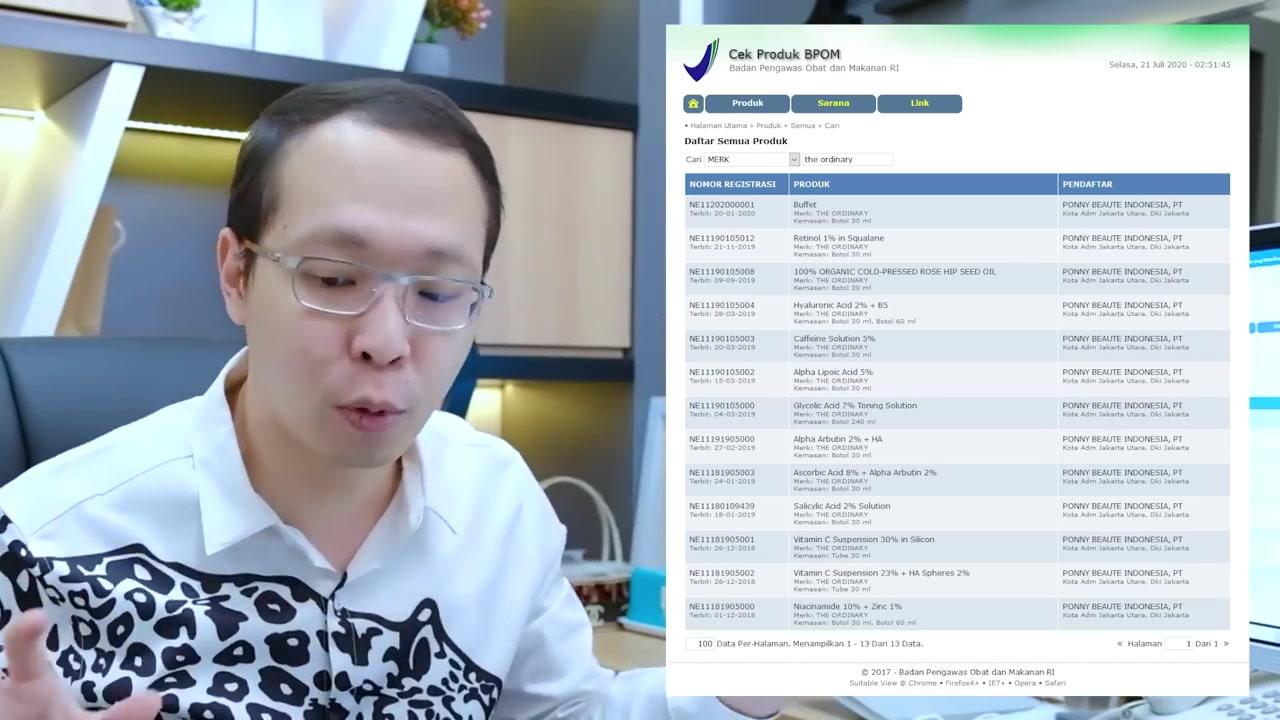 Cek Produk BPOM
Badan Pengawas Obat dan Makanan RI
Selasa, 21 Juli 2020 - 02:51:45
Produk
Sarana
Link
• Halaman Utama » Produk » Semua » Cari
Daftar Semua Produk
Cari MERK the ordinary
NOMOR REGISTRASI PRODUK PENDAFTAR
NE11202000001 Buffet PONNY BEAUTE INDONESIA, PT
Terbit: 20-01-2020 Merk: THE ORDINARY Kota Adm Jakarta Utara, Dki Jakarta
Kemasan: Botol 30 ml
NE11190105012 Retinol 1% in Squalane PONNY BEAUTE INDONESIA, PT
Terbit: 21-11-2019 Merk: THE ORDINARY Kota Adm Jakarta Utara, Dki Jakarta
Kemasan: Botol 30 ml
NE11190105008 100% ORGANIC COLD-PRESSED ROSE HIP SEED OIL PONNY BEAUTE INDONESIA, PT
Terbit: 09-09-2019 Merk: THE ORDINARY Kota Adm Jakarta Utara, Dki Jakarta
Kemasan: Botol 30 ml
NE11190105004 Hyaluronic Acid 2% + B5 PONNY BEAUTE INDONESIA, PT
Terbit: 28-03-2019 Merk: THE ORDINARY Kota Adm Jakarta Utara, Dki Jakarta
Kemasan: Botol 30 ml, Botol 60 ml
NE11190105003 Caffeine Solution 5% PONNY BEAUTE INDONESIA, PT
Terbit: 20-03-2019 Merk: THE ORDINARY Kota Adm Jakarta Utara, Dki Jakarta
Kemasan: Botol 30 ml
NE11190105002 Alpha Lipoic Acid 5% PONNY BEAUTE INDONESIA, PT
Terbit: 15-03-2019 Merk: THE ORDINARY Kota Adm Jakarta Utara, Dki Jakarta
Kemasan: Botol 30 ml
NE11190105000 Glycolic Acid 7% Toning Solution PONNY BEAUTE INDONESIA, PT
Terbit: 04-03-2019 Merk: THE ORDINARY Kota Adm Jakarta Utara, Dki Jakarta
Kemasan: Botol 240 ml
NE11191905000 Alpha Arbutin 2% + HA PONNY BEAUTE INDONESIA, PT
Terbit: 27-02-2019 Merk: THE ORDINARY Kota Adm Jakarta Utara, Dki Jakarta
Kemasan: Botol 30 ml
NE11181905003 Ascorbic Acid 8% + Alpha Arbutin 2% PONNY BEAUTE INDONESIA, PT
Terbit: 24-01-2019 Merk: THE ORDINARY Kota Adm Jakarta Utara, Dki Jakarta
Kemasan: Botol 30 ml
NE11180109439 Salicylic Acid 2% Solution PONNY BEAUTE INDONESIA, PT
Terbit: 18-01-2019 Merk: THE ORDINARY Kota Adm Jakarta Utara, Dki Jakarta
Kemasan: Botol 30 ml
NE11181905001 Vitamin C Suspension 30% in Silicon PONNY BEAUTE INDONESIA, PT
Terbit: 26-12-2018 Merk: THE ORDINARY Kota Adm Jakarta Utara, Dki Jakarta
Kemasan: Tube 30 ml
NE11181905002 Vitamin C Suspension 23% + HA Spheres 2% PONNY BEAUTE INDONESIA, PT
Terbit: 26-12-2018 Merk: THE ORDINARY Kota Adm Jakarta Utara, Dki Jakarta
Kemasan: Tube 30 ml
NE11181905000 Niacinamide 10% + Zinc 1% PONNY BEAUTE INDONESIA, PT
Terbit: 01-12-2018 Merk: THE ORDINARY Kota Adm Jakarta Utara, Dki Jakarta
Kemasan: Botol 30 ml, Botol 60 ml
100 Data Per-Halaman. Menampilkan 1 - 13 Dari 13 Data. « Halaman 1 Dari 1 »
© 2017 - Badan Pengawas Obat dan Makanan RI
Suitable View @ Chrome • Firefox4+ • IE7+ • Opera • Safari